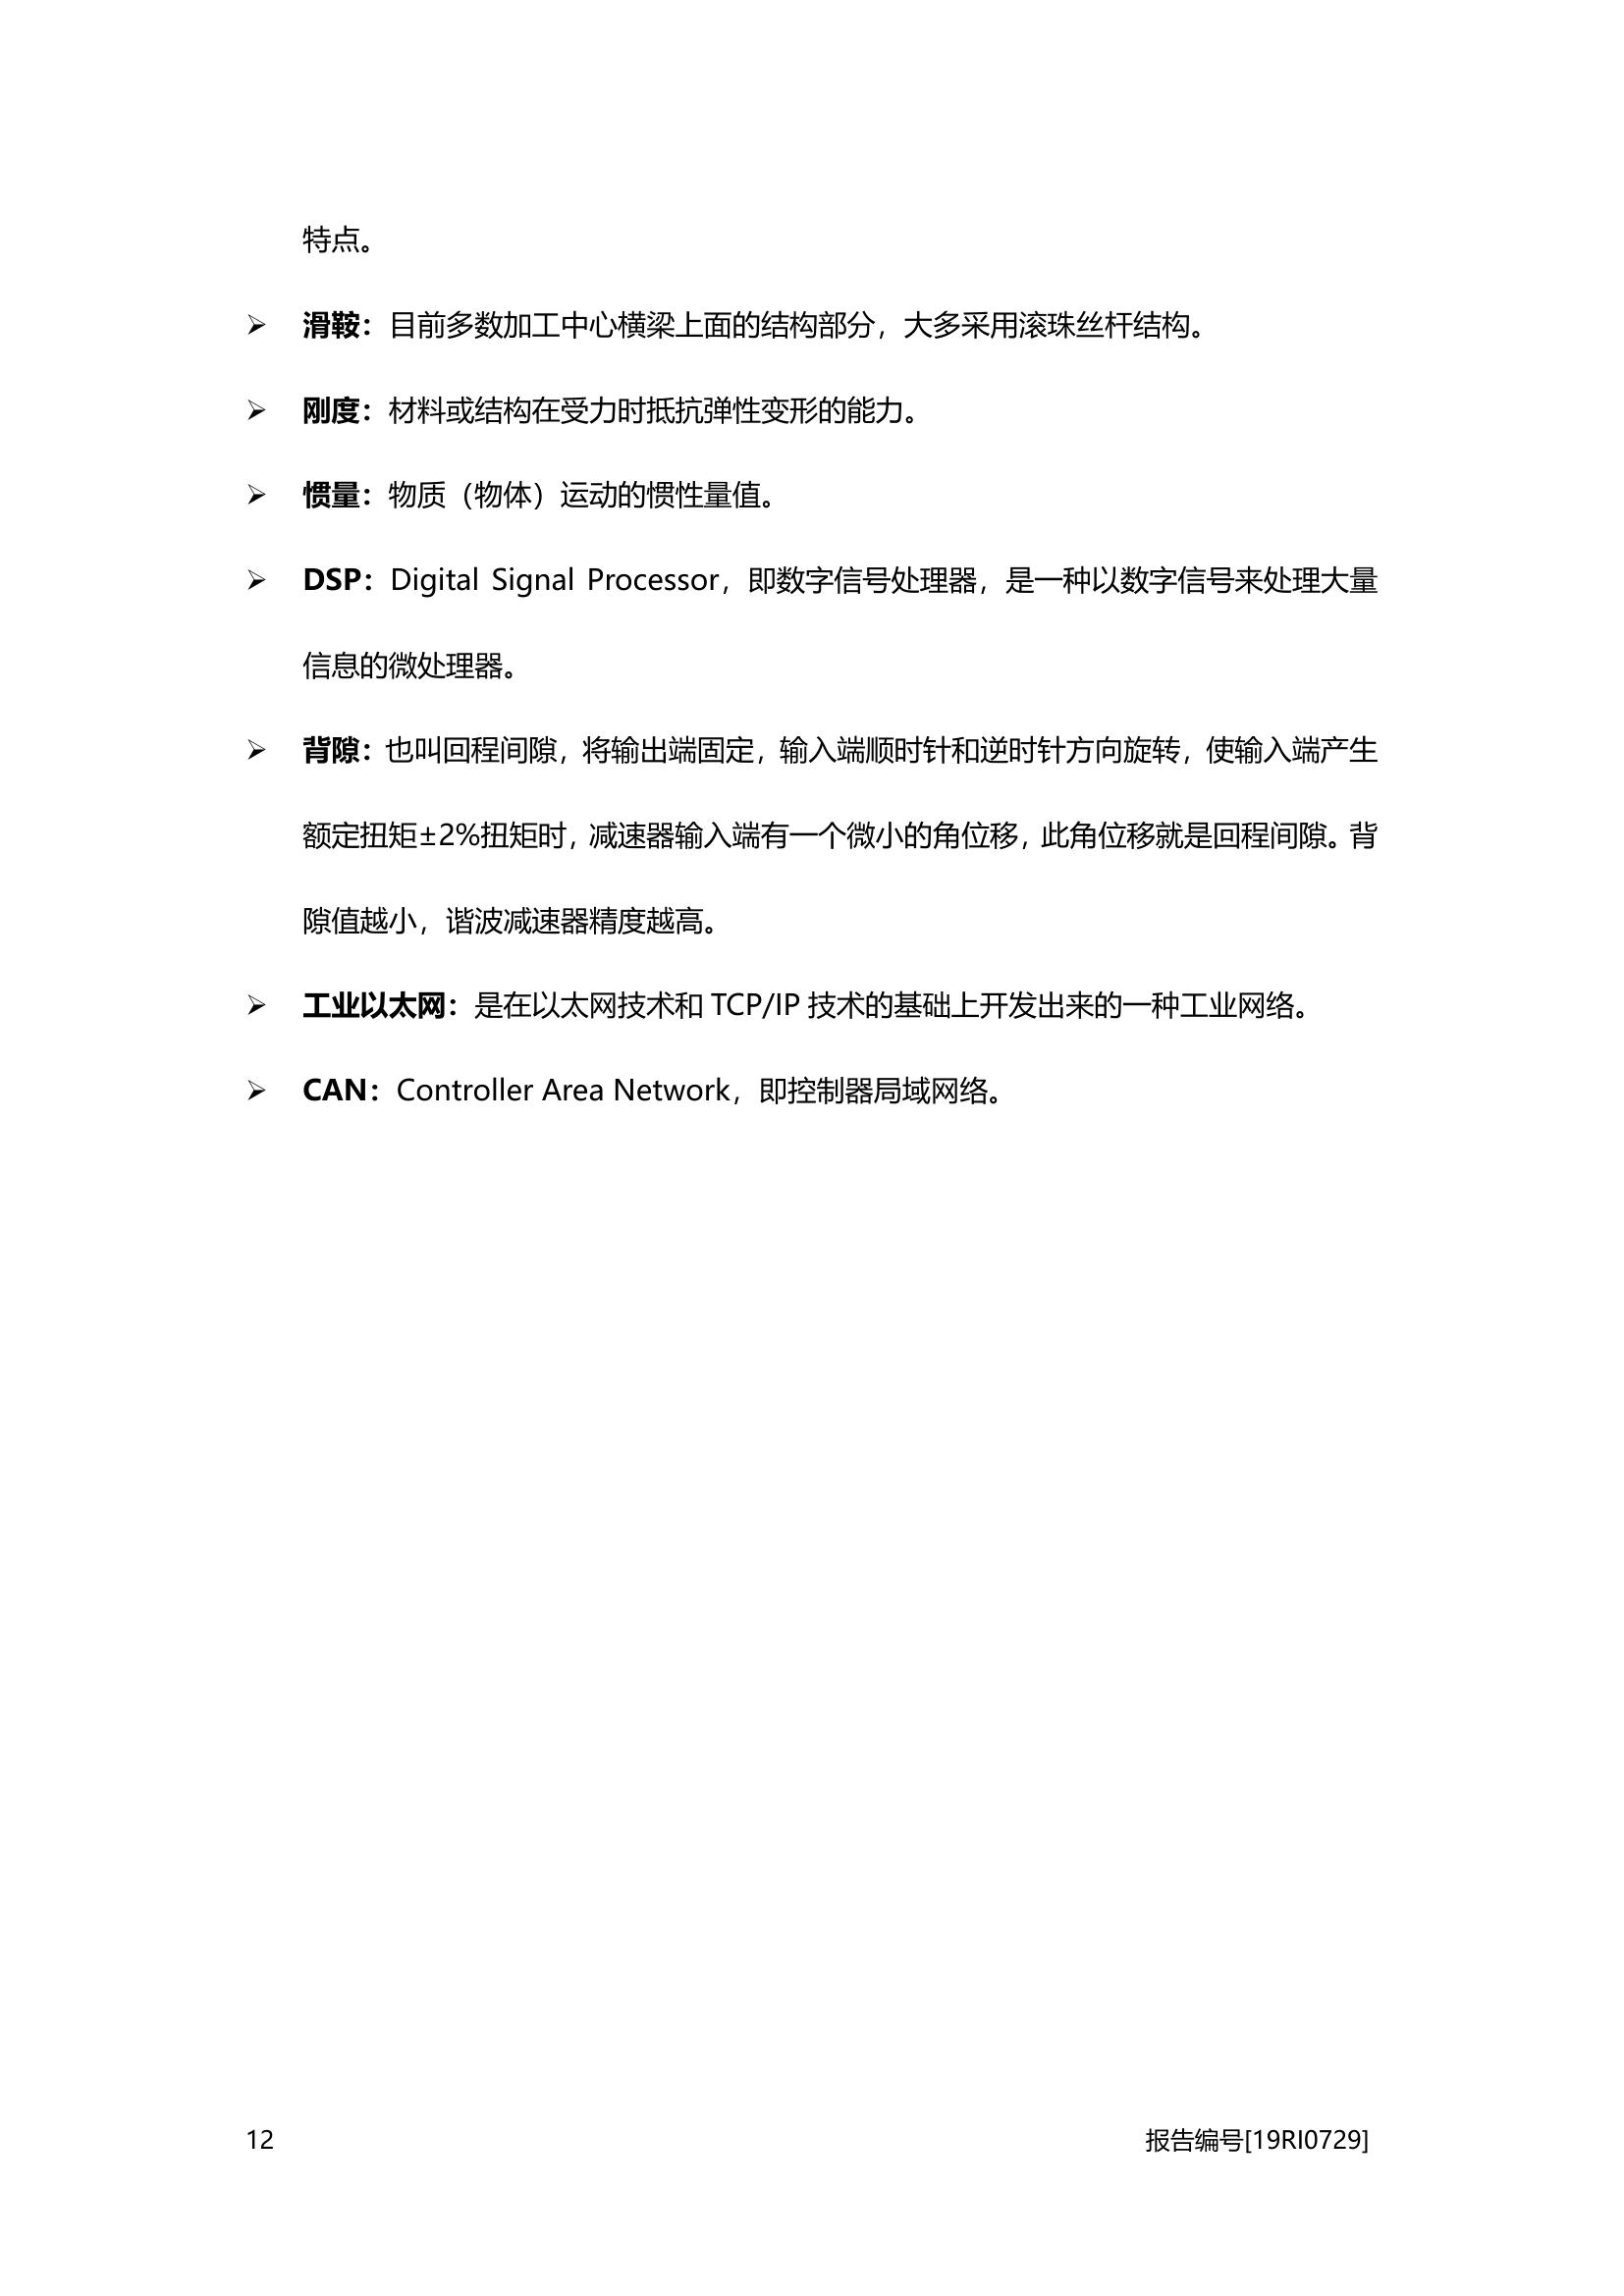 特点。
➢ 滑鞍：目前多数加工中心横梁上面的结构部分，大多采用滚珠丝杆结构。
➢ 刚度：材料或结构在受力时抵抗弹性变形的能力。
➢ 惯量：物质（物体）运动的惯性量值。
➢ DSP：Digital Signal Processor，即数字信号处理器，是一种以数字信号来处理大量
信息的微处理器。
➢ 背隙：也叫回程间隙，将输出端固定，输入端顺时针和逆时针方向旋转，使输入端产生
额定扭矩±2%扭矩时，减速器输入端有一个微小的角位移，此角位移就是回程间隙。背
隙值越小，谐波减速器精度越高。
➢ 工业以太网：是在以太网技术和 TCP/IP 技术的基础上开发出来的一种工业网络。
➢ CAN：Controller Area Network，即控制器局域网络。
12 报告编号[19RI0729]